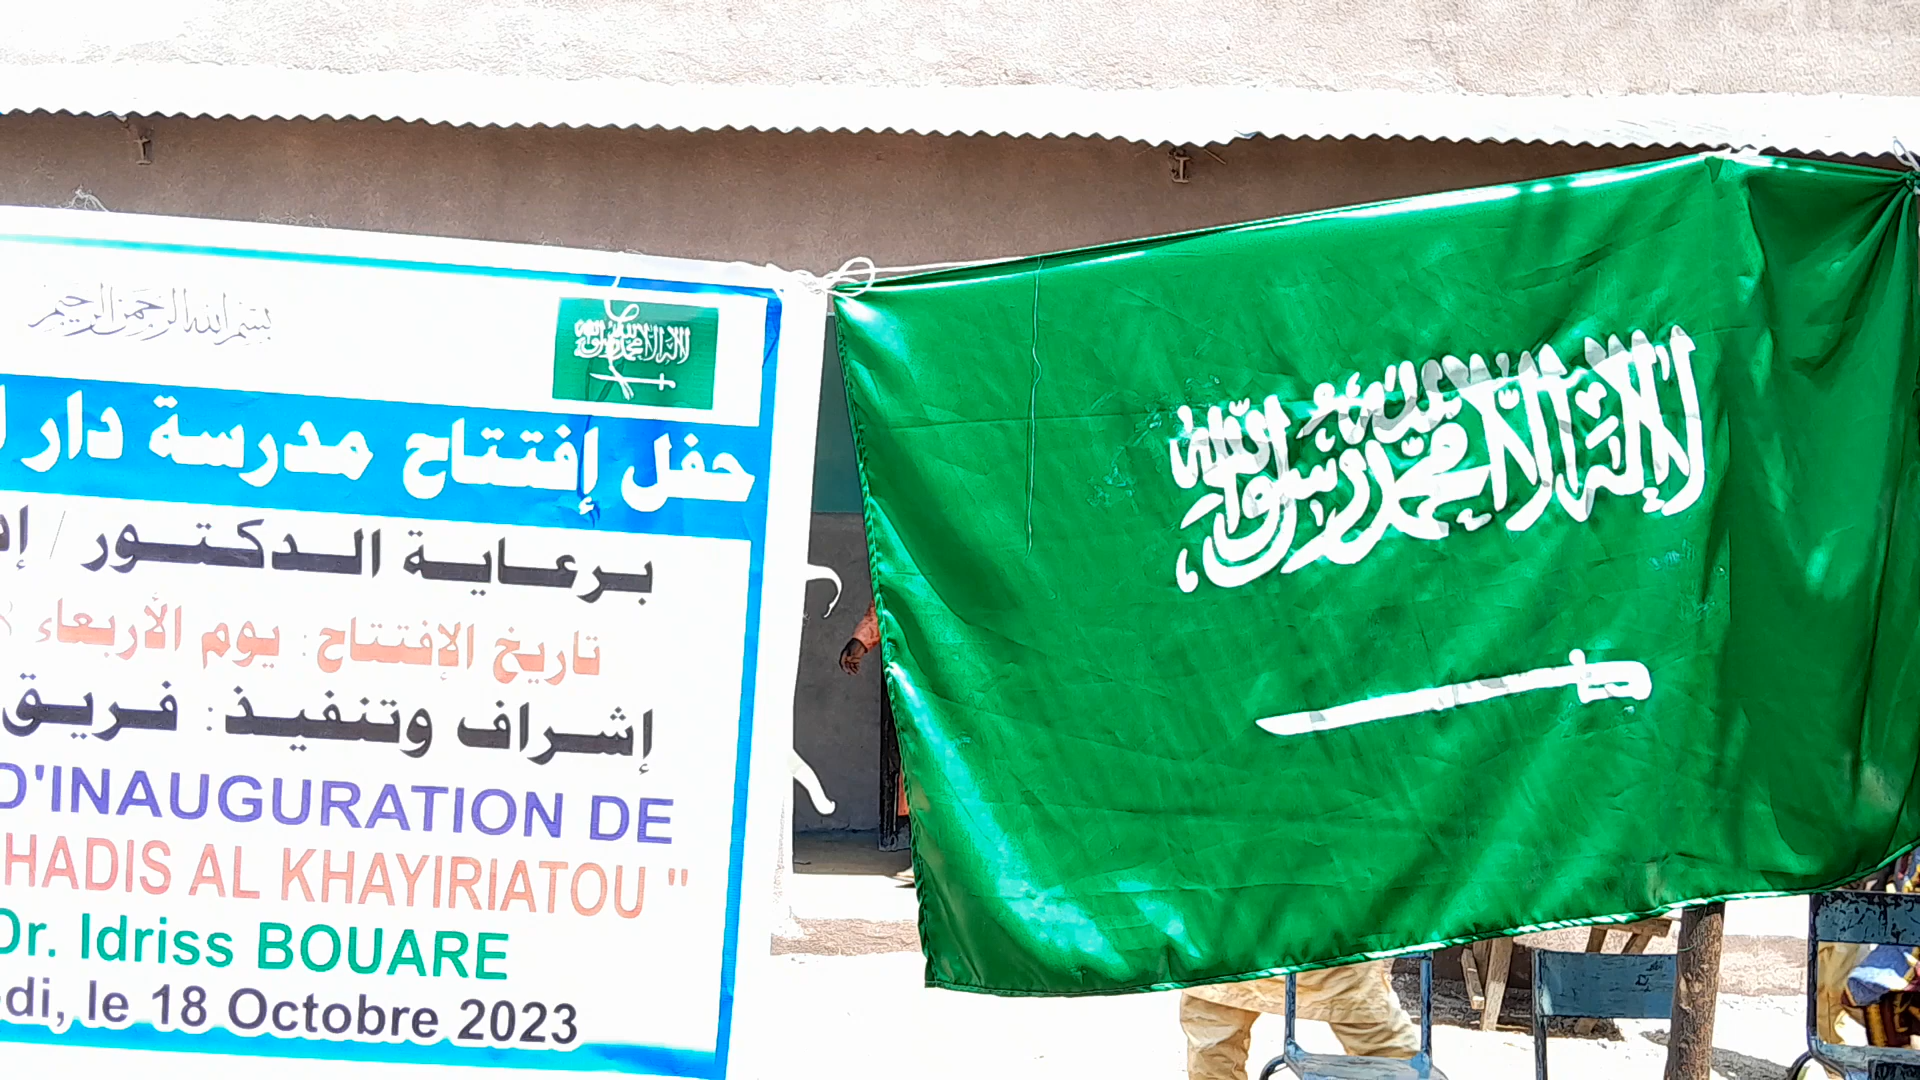 بسم الله الرحمن الرحيم
لا إله إلا الله محمد رسول الله
حفل إفتتاح مدرسة دار
برعاية الدكتور /
تاريخ الإفتتاح: يوم الأربعاء
إشراف وتنفيذ: فريق
D'INAUGURATION DE
HADIS AL KHAYIRIATOU "
Dr. Idriss BOUARE
di, le 18 Octobre 2023
لا إله إلا الله محمد رسول الله